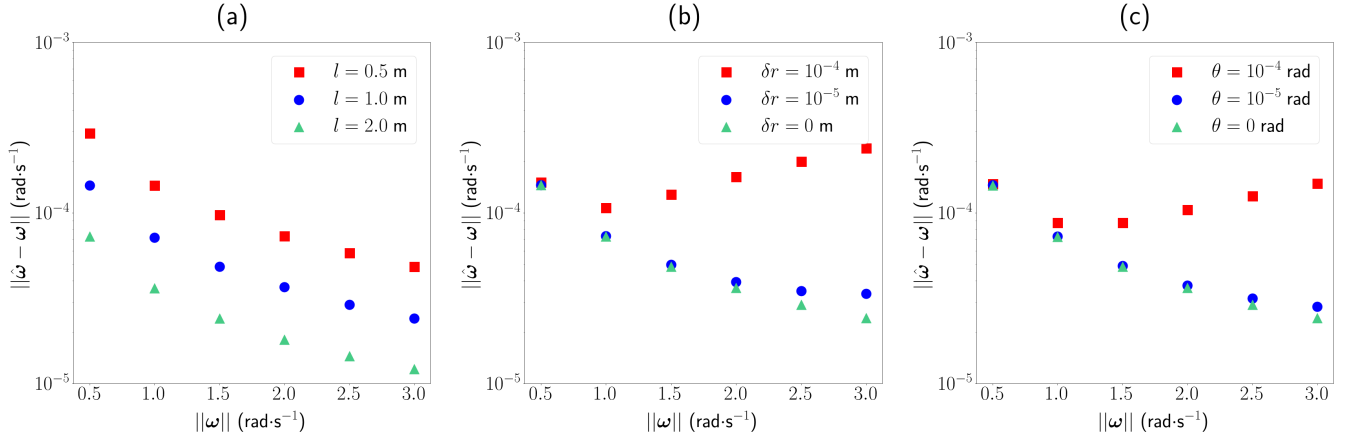 (a)
10⁻³
10⁻⁴
10⁻⁵
||ω̂ − ω|| (rad·s⁻¹)
l = 0.5 m
l = 1.0 m
l = 2.0 m
0.5 1.0 1.5 2.0 2.5 3.0
||ω|| (rad·s⁻¹)
(b)
10⁻³
10⁻⁴
10⁻⁵
||ω̂ − ω|| (rad·s⁻¹)
δr = 10⁻⁴ m
δr = 10⁻⁵ m
δr = 0 m
0.5 1.0 1.5 2.0 2.5 3.0
||ω|| (rad·s⁻¹)
(c)
10⁻³
10⁻⁴
10⁻⁵
||ω̂ − ω|| (rad·s⁻¹)
θ = 10⁻⁴ rad
θ = 10⁻⁵ rad
θ = 0 rad
0.5 1.0 1.5 2.0 2.5 3.0
||ω|| (rad·s⁻¹)